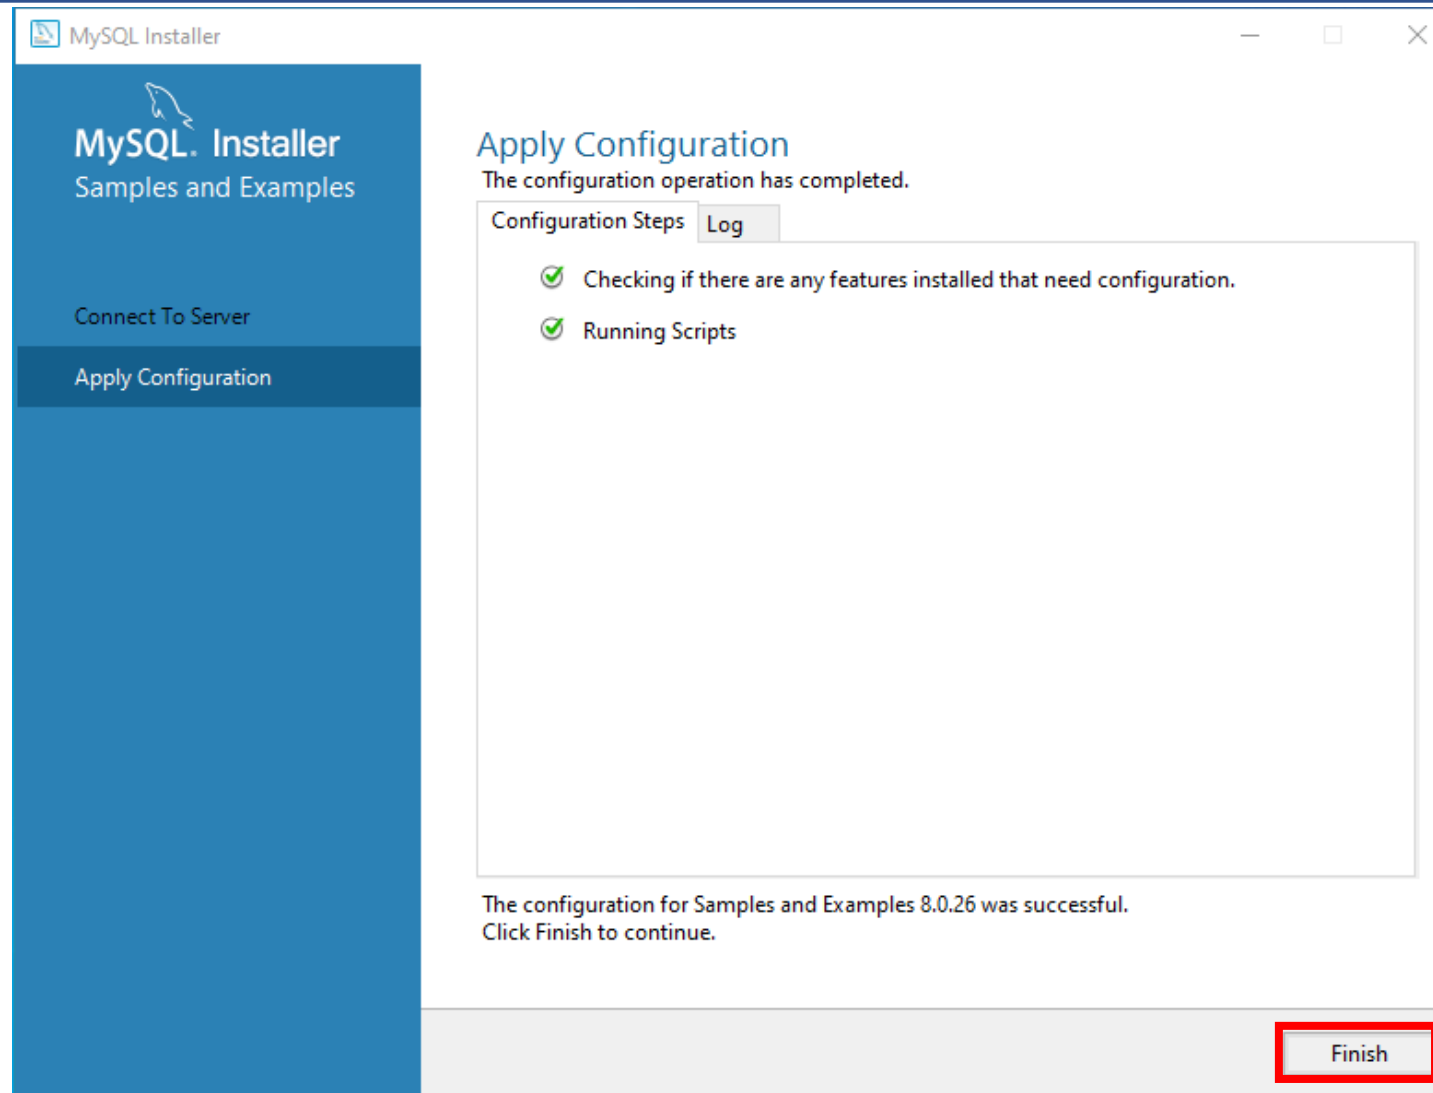 MySQL Installer
MySQL. Installer
Samples and Examples
Connect To Server
Apply Configuration
Apply Configuration
The configuration operation has completed.
Configuration Steps Log
Checking if there are any features installed that need configuration.
Running Scripts
The configuration for Samples and Examples 8.0.26 was successful.
Click Finish to continue.
Finish